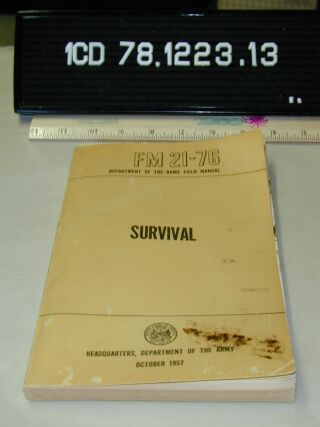 1CD 78.1223.13
FM 21-76
DEPARTMENT OF THE ARMY FIELD MANUAL
SURVIVAL
HEADQUARTERS, DEPARTMENT OF THE ARMY
OCTOBER 1957